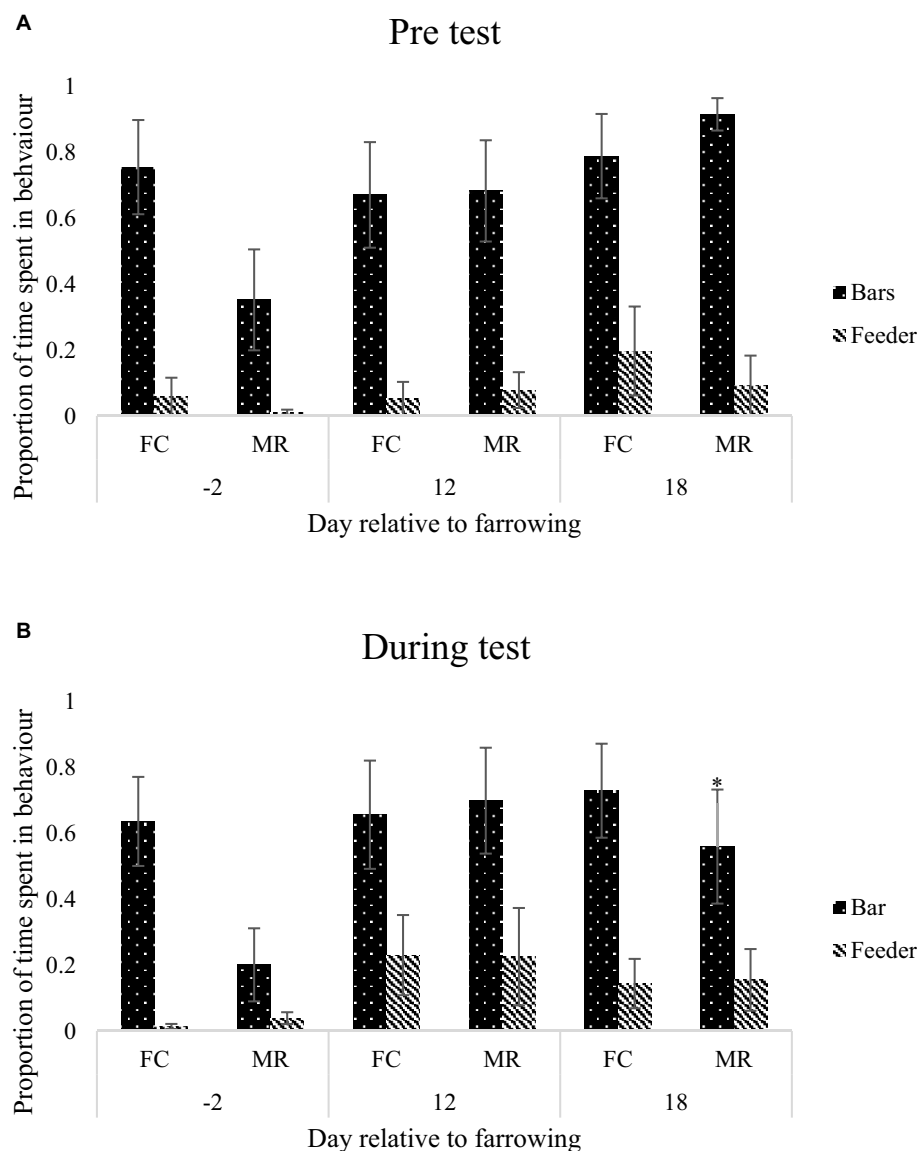 A
Pre test
Proportion of time spent in behvaiour
1
0.8
0.6
0.4
0.2
0
FC MR FC MR FC MR
-2 12 18
Day relative to farrowing
Bars
Feeder
B
During test
Proportion of time spent in behaviour
1
0.8
0.6
0.4
0.2
0
*
FC MR FC MR FC MR
-2 12 18
Day relative to farrowing
Bar
Feeder